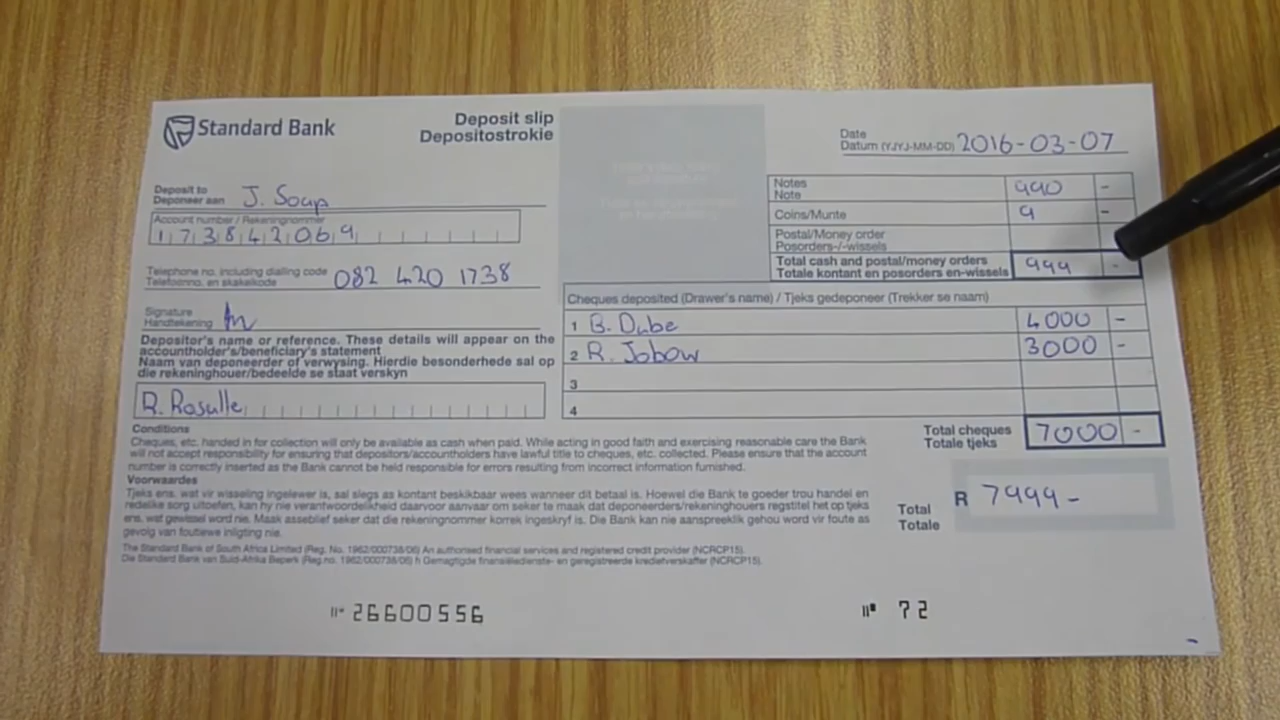 Standard Bank
Deposit slip
Depositostrokie
Date
Datum (YJYJ-MM-DD) 2016-03-07
Deposit to
Deponeer aan J. Soap
Account number / Rekeningnommer
173842069
Telephone no. including dialling code
Telefoonno. en skakelkode 082 420 1738
Signature
Handtekening
Depositor's name or reference. These details will appear on the
accountholder's/beneficiary's statement
Naam van deponeerder of verwysing. Hierdie besonderhede sal op
die rekeninghouer/bedeelde se staat verskyn
R. Rosulle
Notes
Note 990 -
Coins/Munte 9 -
Postal/Money order
Posorders-/-wissels
Total cash and postal/money orders
Totale kontant en posorders en-wissels 999 -
Cheques deposited (Drawer's name) / Tjeks gedeponeer (Trekker se naam)
1 B. Dube 4000 -
2 R. Jobow 3000 -
3
4
Total cheques
Totale tjeks 7000 -
Total
Totale R 7999 -
Conditions
Cheques, etc. handed in for collection will only be available as cash when paid. While acting in good faith and exercising reasonable care the Bank
will not accept responsibility for ensuring that depositors/accountholders have lawful title to cheques, etc. collected. Please ensure that the account
number is correctly inserted as the Bank cannot be held responsible for errors resulting from incorrect information furnished.
Voorwaardes
Tjeks ens. wat vir wisseling ingelewer is, sal slegs as kontant beskikbaar wees wanneer dit betaal is. Hoewel die Bank te goeder trou handel en
redelike sorg uitoefen, kan hy nie verantwoordelikheid daarvoor aanvaar om seker te maak dat deponeerders/rekeninghouers regstitel het op tjeks
ens. wat gewissel word nie. Maak asseblief seker dat die rekeningnommer korrek ingeskryf is. Die Bank kan nie aanspreeklik gehou word vir foute as
gevolg van foutiewe inligting nie.
The Standard Bank of South Africa Limited (Reg. No. 1962/000738/06) An authorised financial services and registered credit provider (NCRCP15).
Die Standard Bank van Suid-Afrika Beperk (Reg.no. 1962/000738/06) h Gemagtigde finansiëledienste- en geregistreerde kredietverskaffer (NCRCP15).
26600556
72